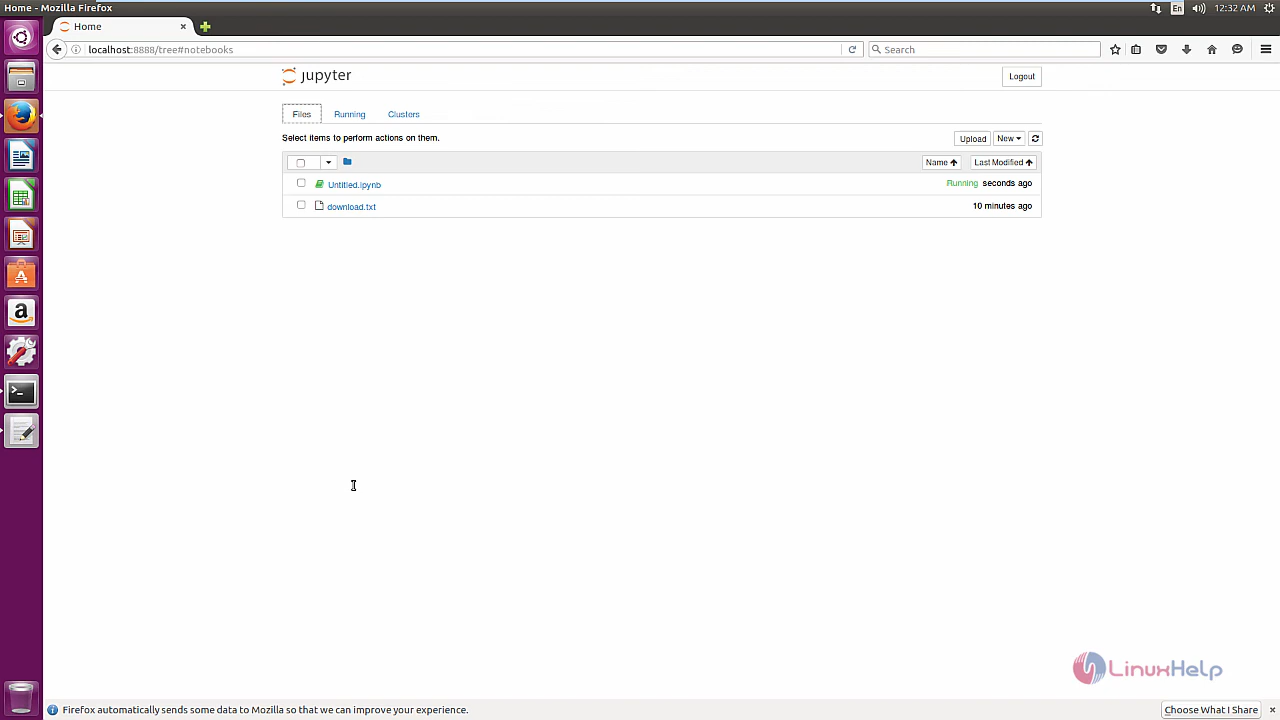 Home - Mozilla Firefox
En
12:32 AM
Home
localhost:8888/tree#notebooks
Search
jupyter
Logout
Files
Running
Clusters
Select items to perform actions on them.
Upload
New
Name
Last Modified
Untitled.ipynb
Running seconds ago
download.txt
10 minutes ago
LinuxHelp
Firefox automatically sends some data to Mozilla so that we can improve your experience.
Choose What I Share